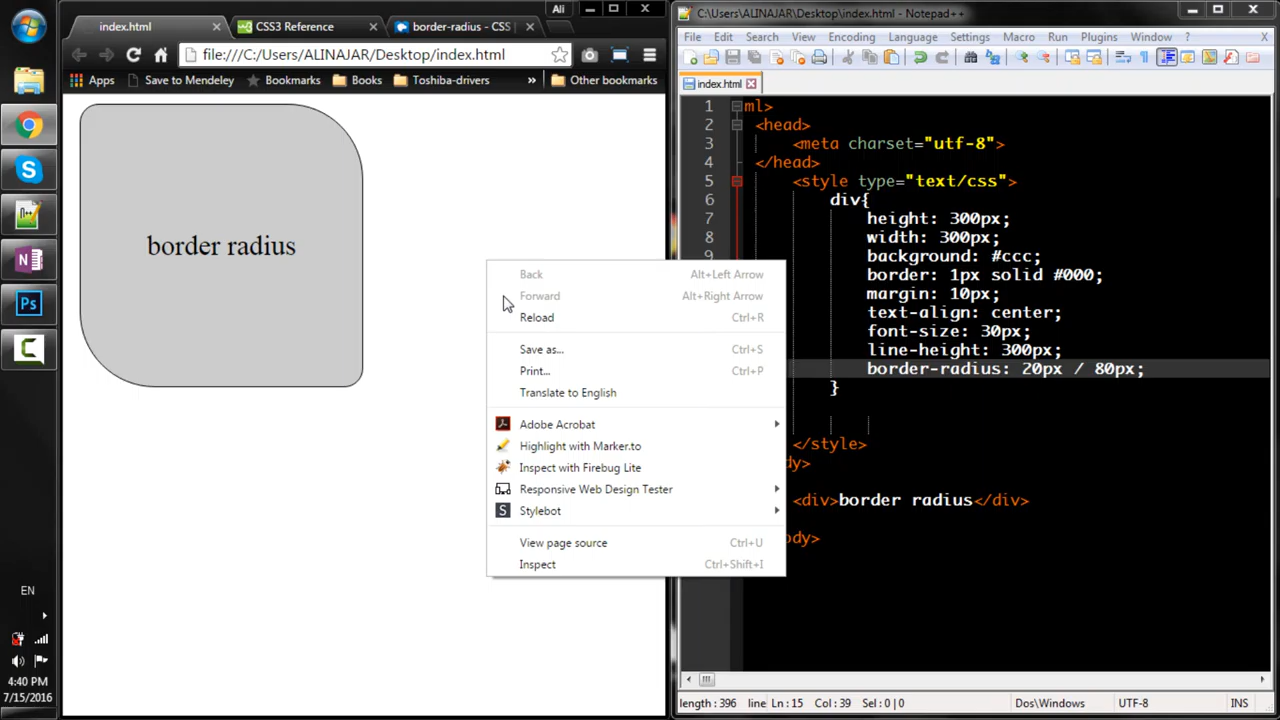 index.html
CSS3 Reference
border-radius - CSS |
Ali
file:///C:/Users/ALINAJAR/Desktop/index.html
Apps Save to Mendeley Bookmarks Books Toshiba-drivers » Other bookmarks
border radius
Back Alt+Left Arrow
Forward Alt+Right Arrow
Reload Ctrl+R
Save as... Ctrl+S
Print... Ctrl+P
Translate to English
Adobe Acrobat
Highlight with Marker.to
Inspect with Firebug Lite
Responsive Web Design Tester
Stylebot
View page source Ctrl+U
Inspect Ctrl+Shift+I
EN
4:40 PM
7/15/2016
C:\Users\ALINAJAR\Desktop\index.html - Notepad++
File Edit Search View Encoding Language Settings Macro Run Plugins Window ? X
index.html
1 ml>
2 <head>
3 <meta charset="utf-8">
4 </head>
5 <style type="text/css">
6 div{
7 height: 300px;
8 width: 300px;
9 background: #ccc;
border: 1px solid #000;
margin: 10px;
text-align: center;
font-size: 30px;
line-height: 300px;
border-radius: 20px / 80px;
}
</style>
ody>
<div>border radius</div>
ody>
length : 396 line Ln : 15 Col : 39 Sel : 0 | 0 Dos\Windows UTF-8 INS